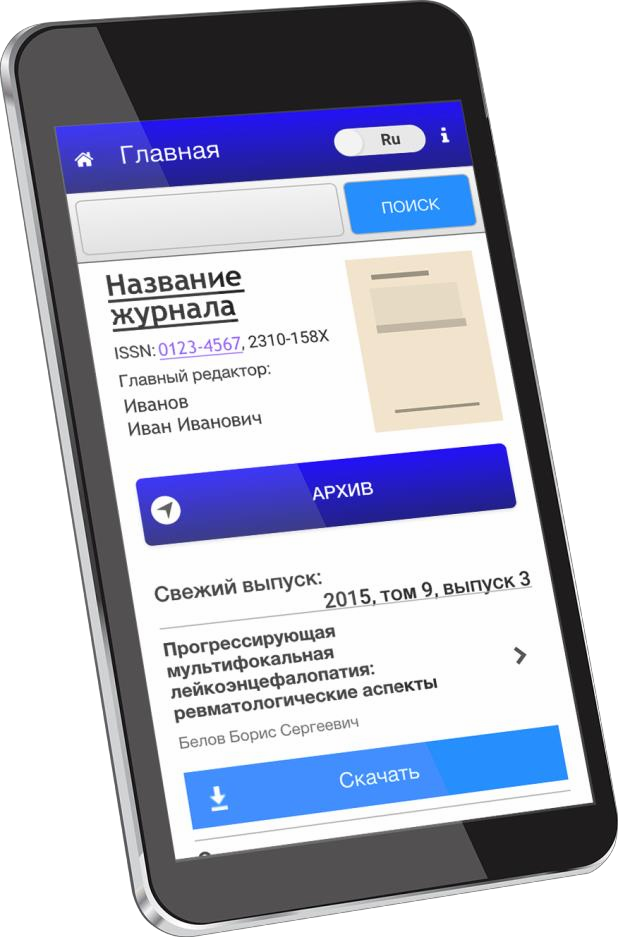 Главная
Ru
ПОИСК
Название
журнала
ISSN: 0123-4567, 2310-158X
Главный редактор:
Иванов
Иван Иванович
АРХИВ
Свежий выпуск:
2015, том 9, выпуск 3
Прогрессирующая
мультифокальная
лейкоэнцефалопатия:
ревматологические аспекты
Белов Борис Сергеевич
Скачать